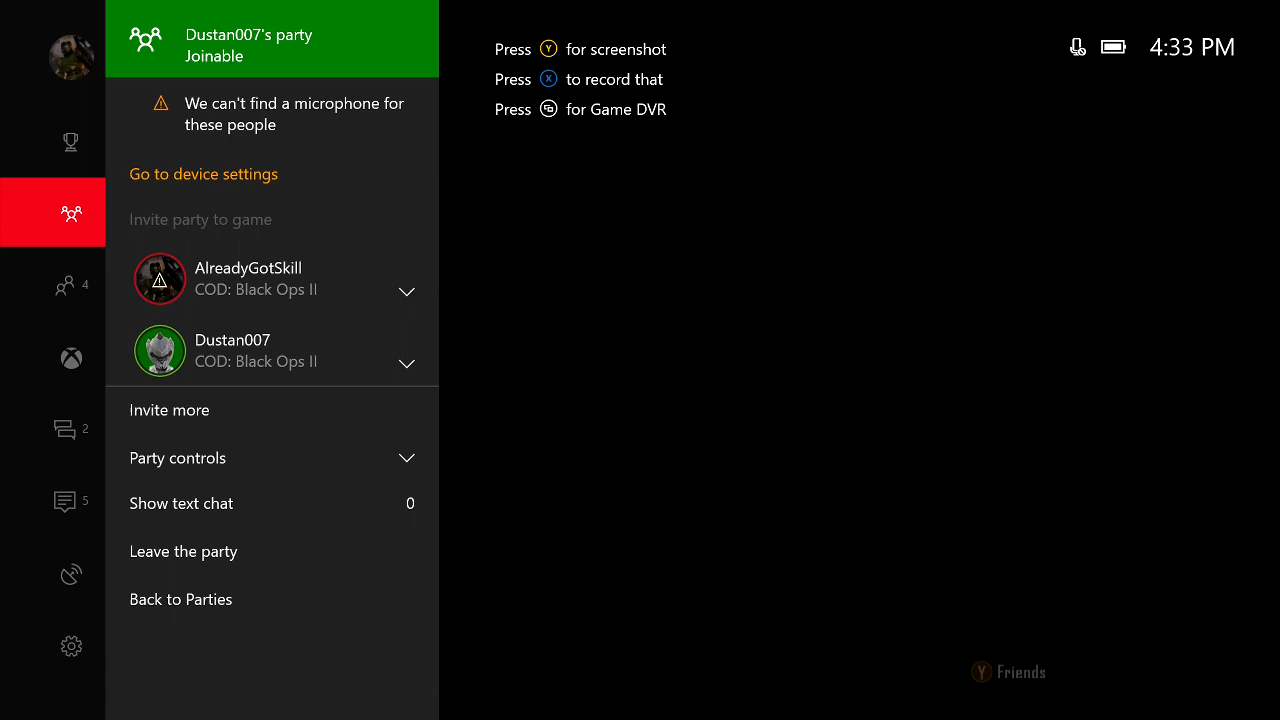 Dustan007's party
Joinable
We can't find a microphone for
these people
Go to device settings
Invite party to game
AlreadyGotSkill
COD: Black Ops II
Dustan007
COD: Black Ops II
Invite more
Party controls
Show text chat 0
Leave the party
Back to Parties
4
2
5
Press Y for screenshot
Press X to record that
Press for Game DVR
4:33 PM
Y Friends